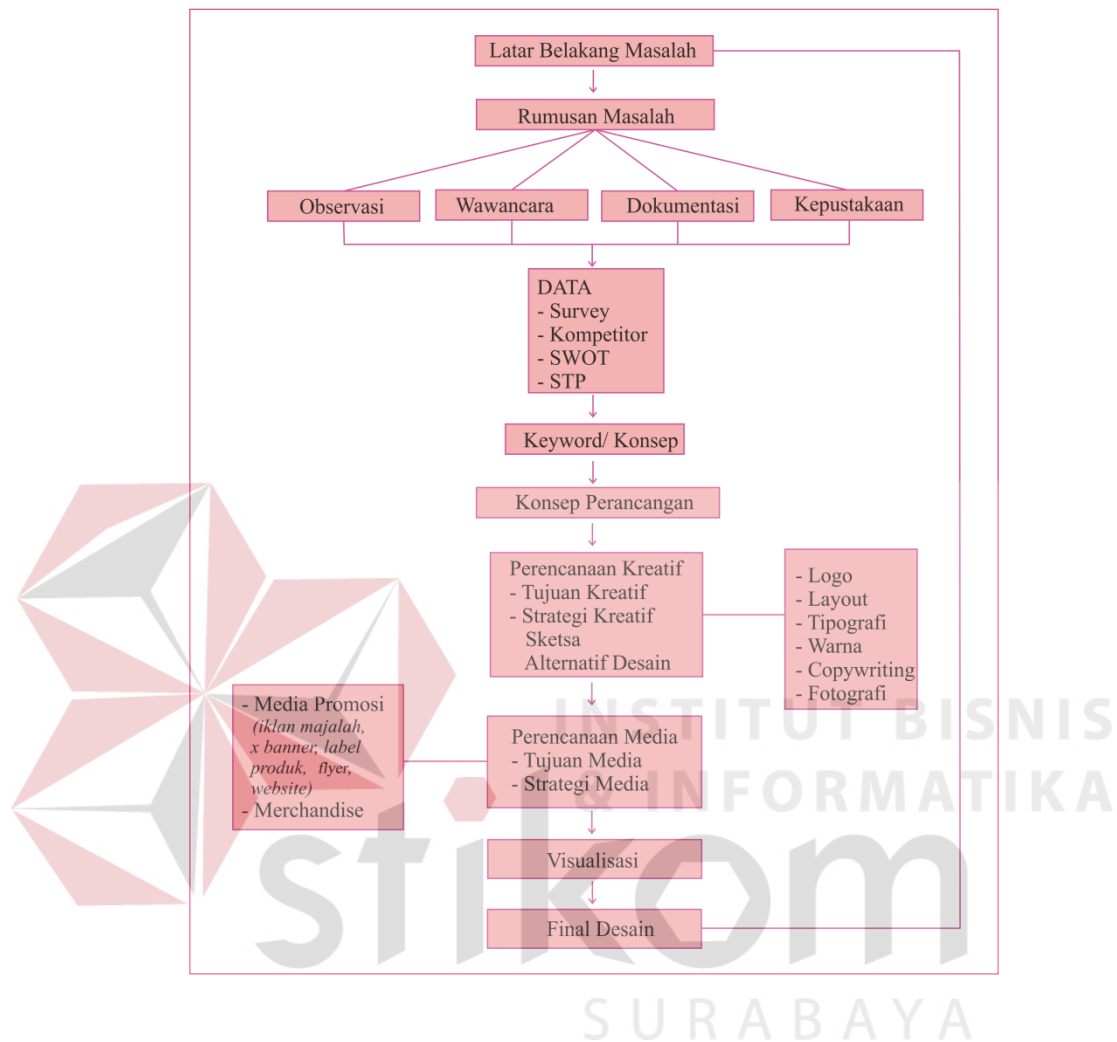 Latar Belakang Masalah
Rumusan Masalah
Observasi
Wawancara
Dokumentasi
Kepustakaan
DATA
- Survey
- Kompetitor
- SWOT
- STP
Keyword/ Konsep
Konsep Perancangan
Perencanaan Kreatif
- Tujuan Kreatif
- Strategi Kreatif
Sketsa
Alternatif Desain
- Logo
- Layout
- Tipografi
- Warna
- Copywriting
- Fotografi
- Media Promosi
(iklan majalah,
x banner, label
produk, flyer,
website)
- Merchandise
Perencanaan Media
- Tujuan Media
- Strategi Media
Visualisasi
Final Desain
INSTITUT BISNIS
& INFORMATIKA
stikom
SURABAYA